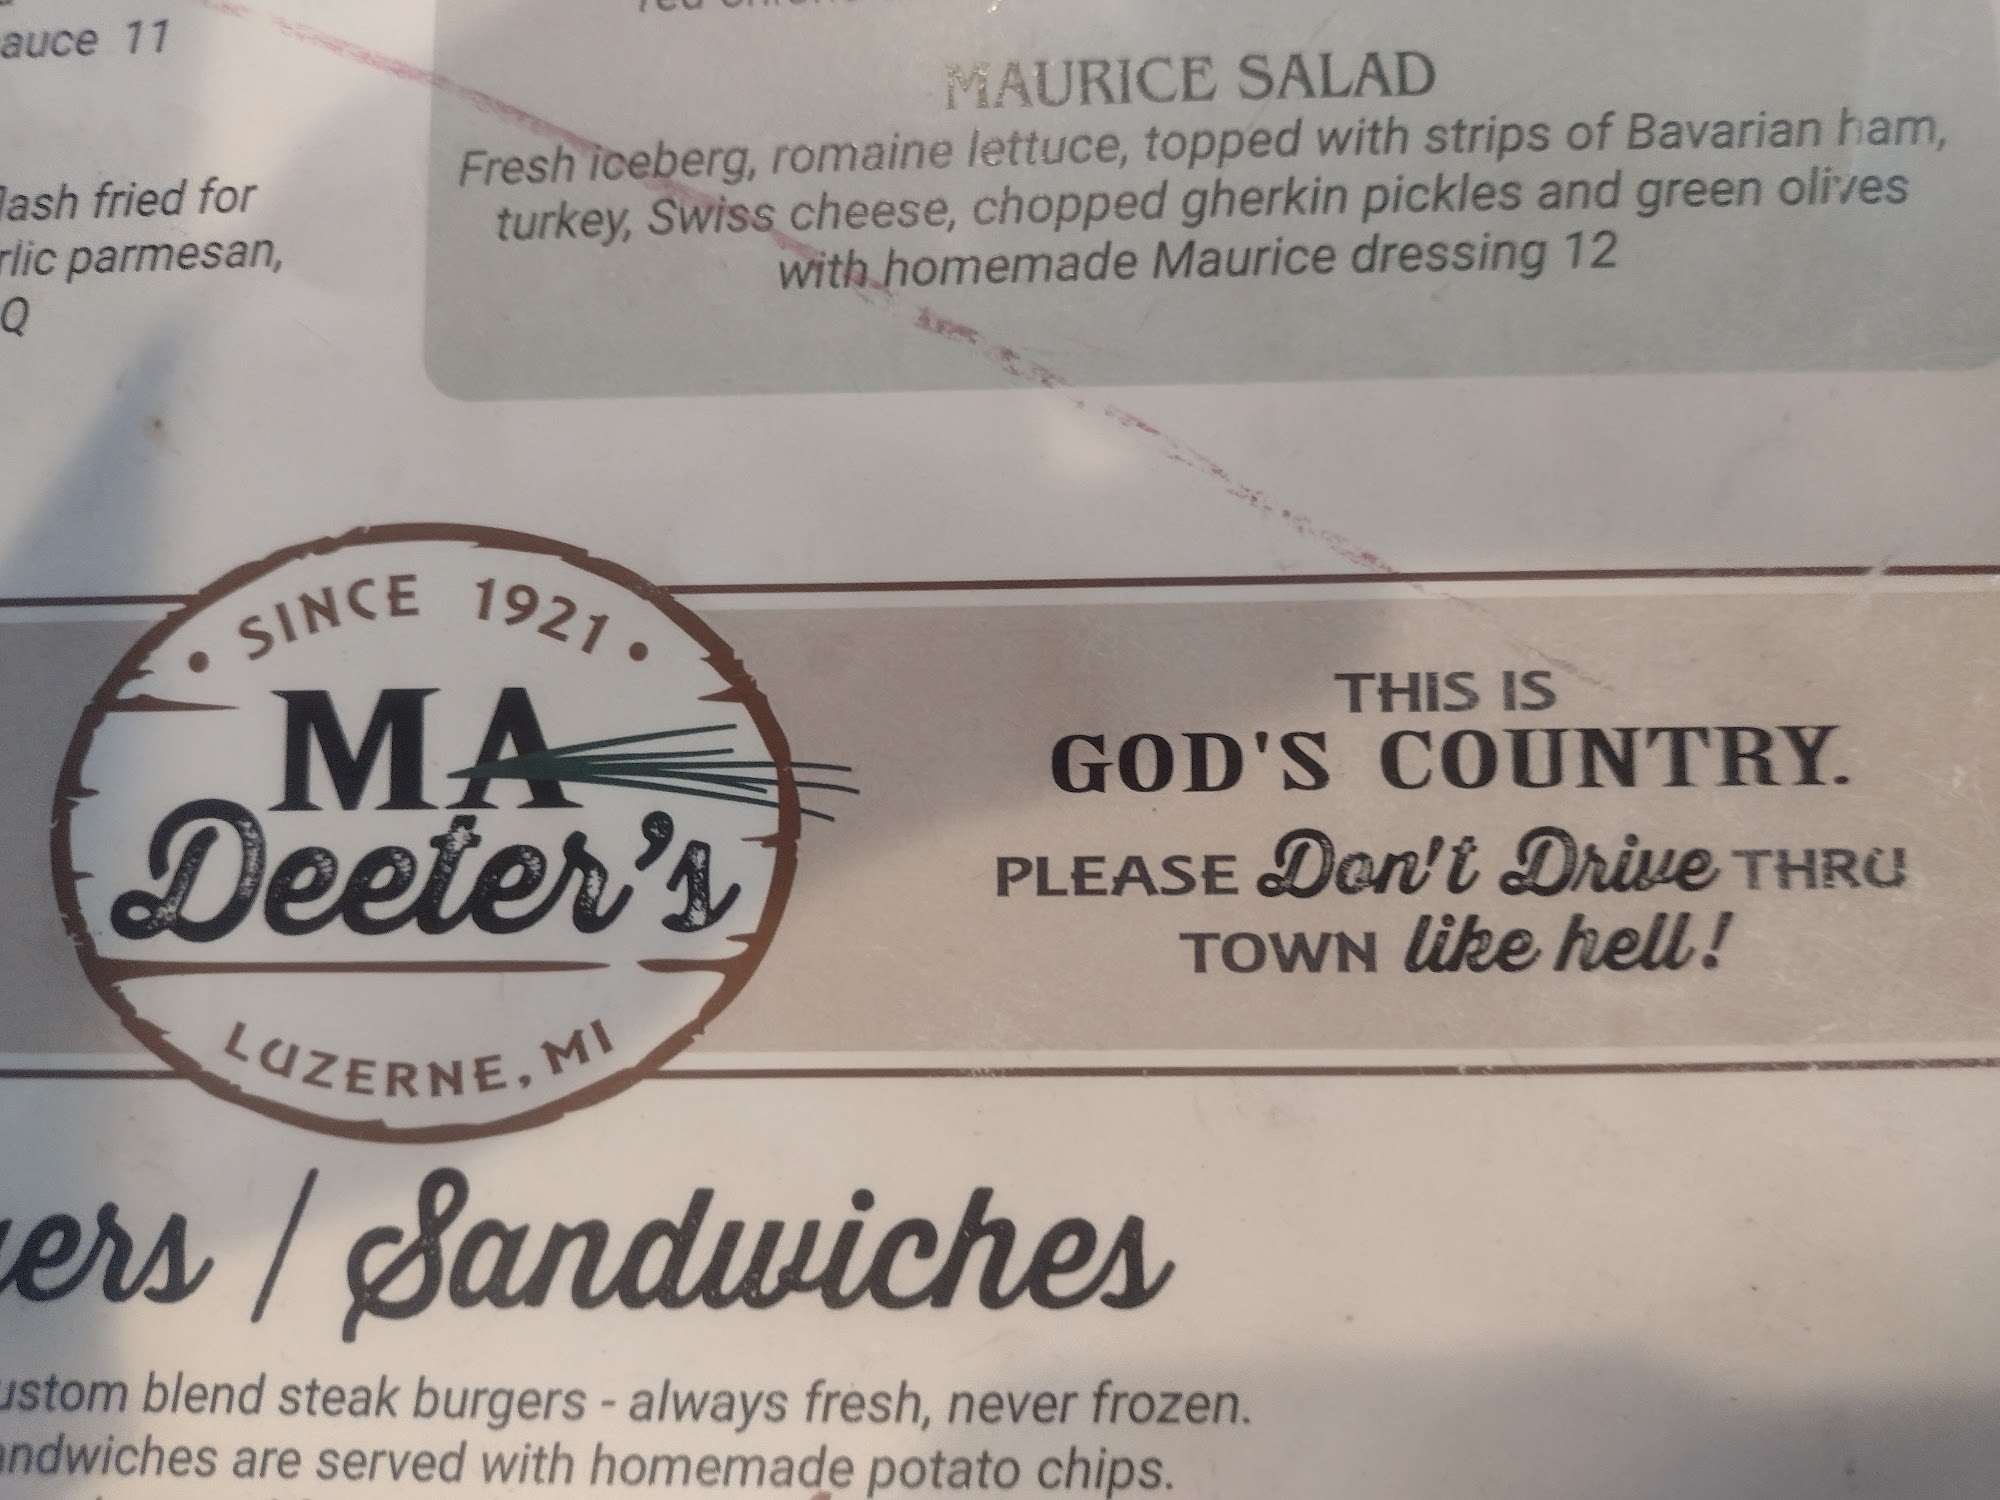 auce 11
lash fried for
rlic parmesan,
Q
MAURICE SALAD
Fresh iceberg, romaine lettuce, topped with strips of Bavarian ham,
turkey, Swiss cheese, chopped gherkin pickles and green olives
with homemade Maurice dressing 12
• SINCE 1921 •
MA
Deeter's
LUZERNE, MI
THIS IS
GOD'S COUNTRY.
PLEASE Don't Drive THRU
TOWN like hell!
ers / Sandwiches
ustom blend steak burgers - always fresh, never frozen.
andwiches are served with homemade potato chips.